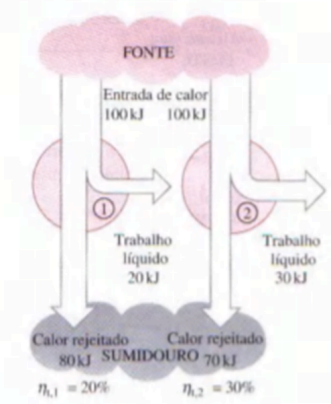 FONTE
Entrada de calor
100 kJ 100 kJ
①
②
Trabalho
líquido
20 kJ
Trabalho
líquido
30 kJ
Calor rejeitado Calor rejeitado
80 kJ SUMIDOURO 70 kJ
ηt,1 = 20% ηt,2 = 30%